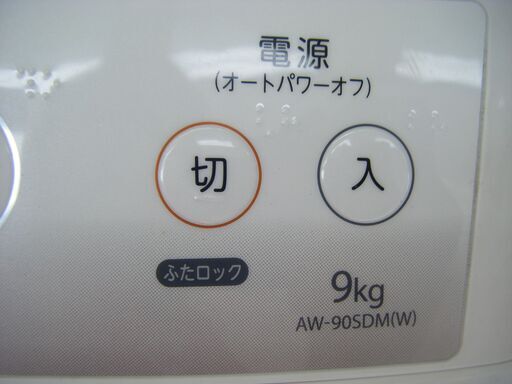 電源
(オートパワーオフ)
切
入
ふたロック
9kg
AW-90SDM(W)